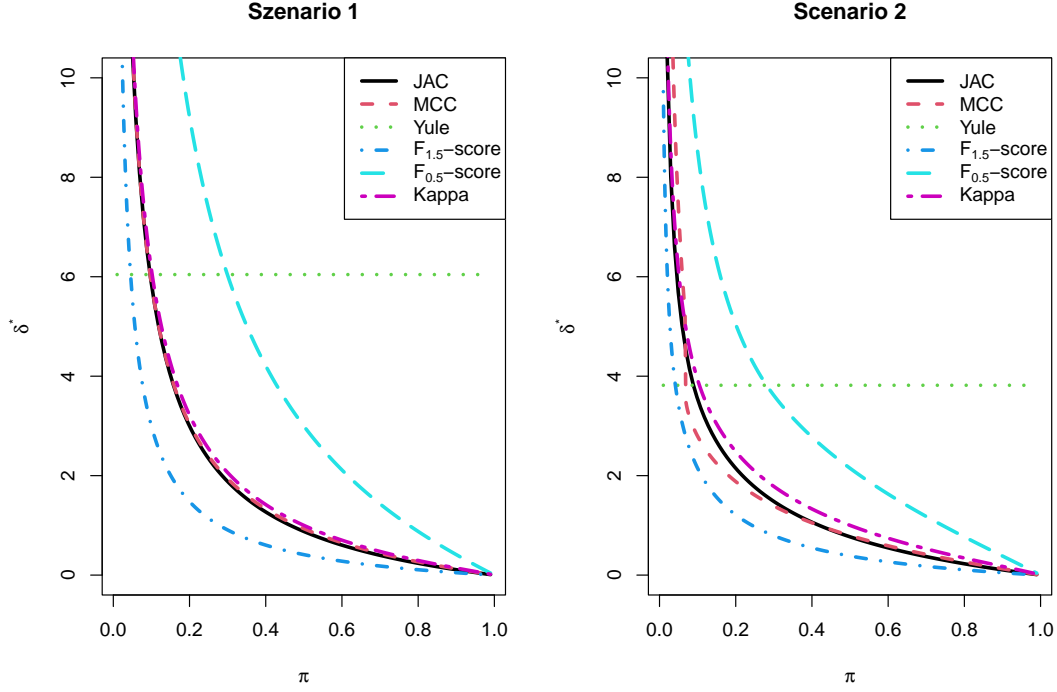 Szenario 1
10
8
6
4
2
0
δ*
0.0 0.2 0.4 0.6 0.8 1.0
π
JAC
MCC
Yule
F1.5−score
F0.5−score
Kappa
Scenario 2
10
8
6
4
2
0
δ*
0.0 0.2 0.4 0.6 0.8 1.0
π
JAC
MCC
Yule
F1.5−score
F0.5−score
Kappa